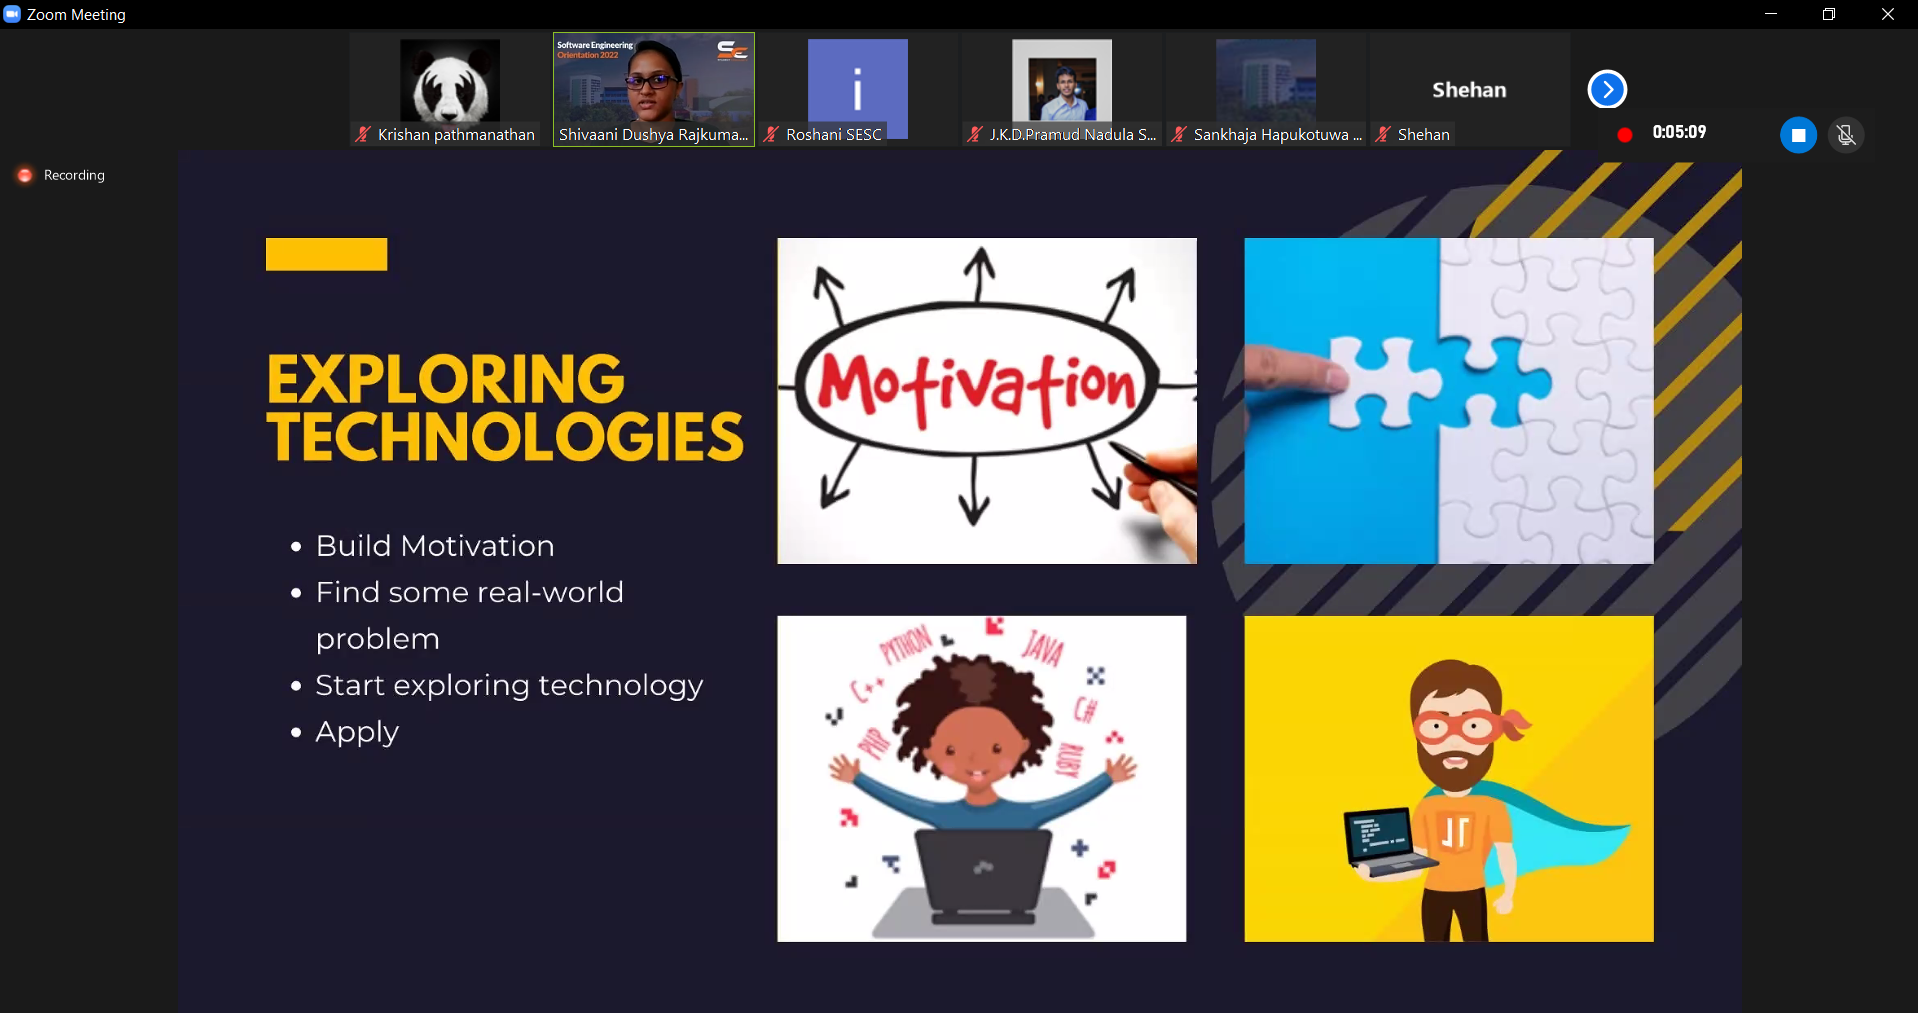 Zoom Meeting
Software Engineering
Orientation 2022
SE
i
Shehan
Krishan pathmanathan
Shivaani Dushya Rajkuma...
Roshani SESC
J.K.D.Pramud Nadula S...
Sankhaja Hapukotuwa ...
Shehan
0:05:09
Recording
EXPLORING
TECHNOLOGIES
• Build Motivation
• Find some real-world
problem
• Start exploring technology
• Apply
Motivation
PYTHON
JAVA
C++
C#
PHP
RUBY